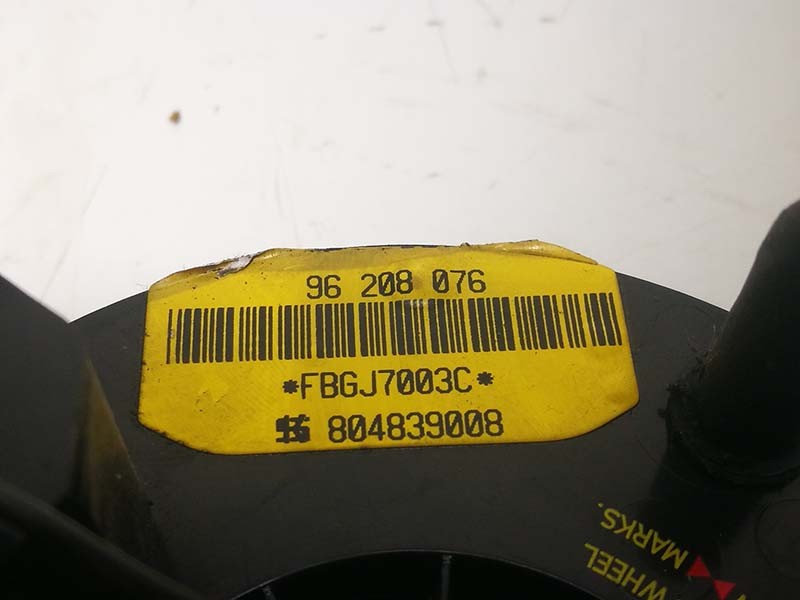 96 208 076
*FBGJ7003C*
804839008
WHEEL
MARKS.